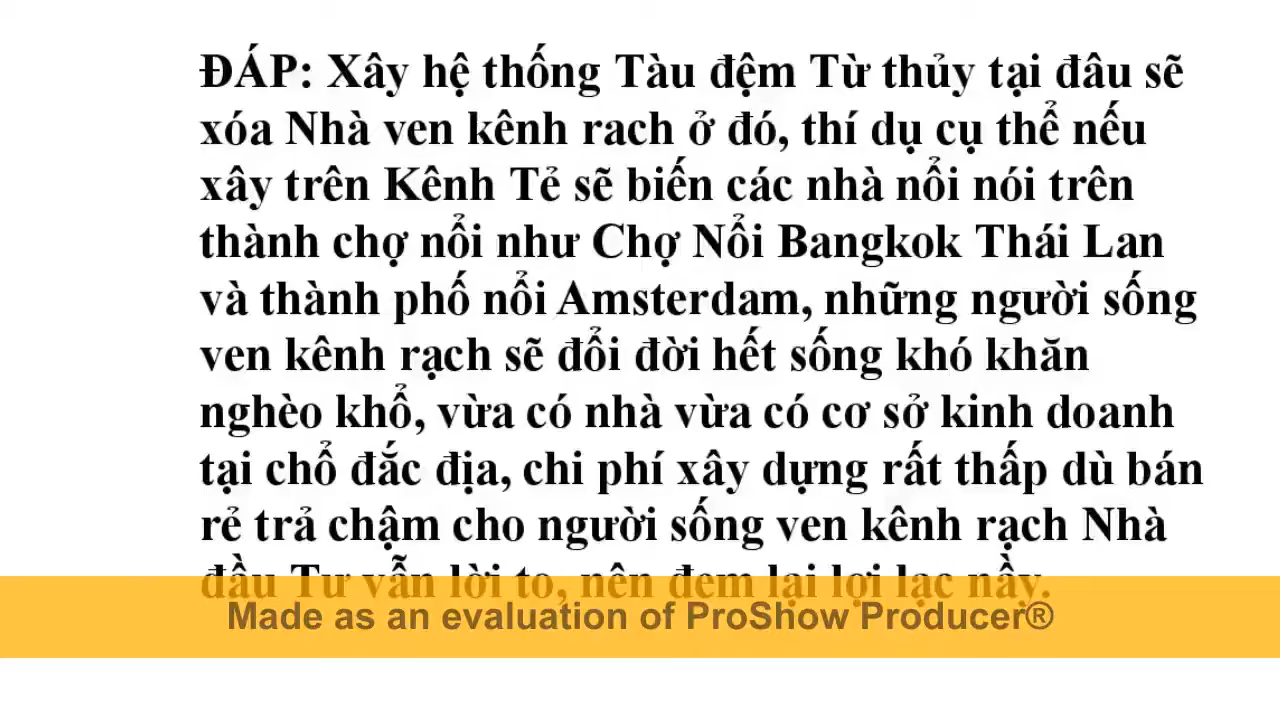 ĐÁP: Xây hệ thống Tàu đệm Từ thủy tại đâu sẽ
xóa Nhà ven kênh rach ở đó, thí dụ cụ thể nếu
xây trên Kênh Tẻ sẽ biến các nhà nổi nói trên
thành chợ nổi như Chợ Nổi Bangkok Thái Lan
và thành phố nổi Amsterdam, những người sống
ven kênh rạch sẽ đổi đời hết sống khó khăn
nghèo khổ, vừa có nhà vừa có cơ sở kinh doanh
tại chổ đắc địa, chi phí xây dựng rất thấp dù bán
rẻ trả chậm cho người sống ven kênh rạch Nhà
đầu Tư vẫn lời to, nên đem lại lợi lạc nầy.
Made as an evaluation of ProShow Producer®